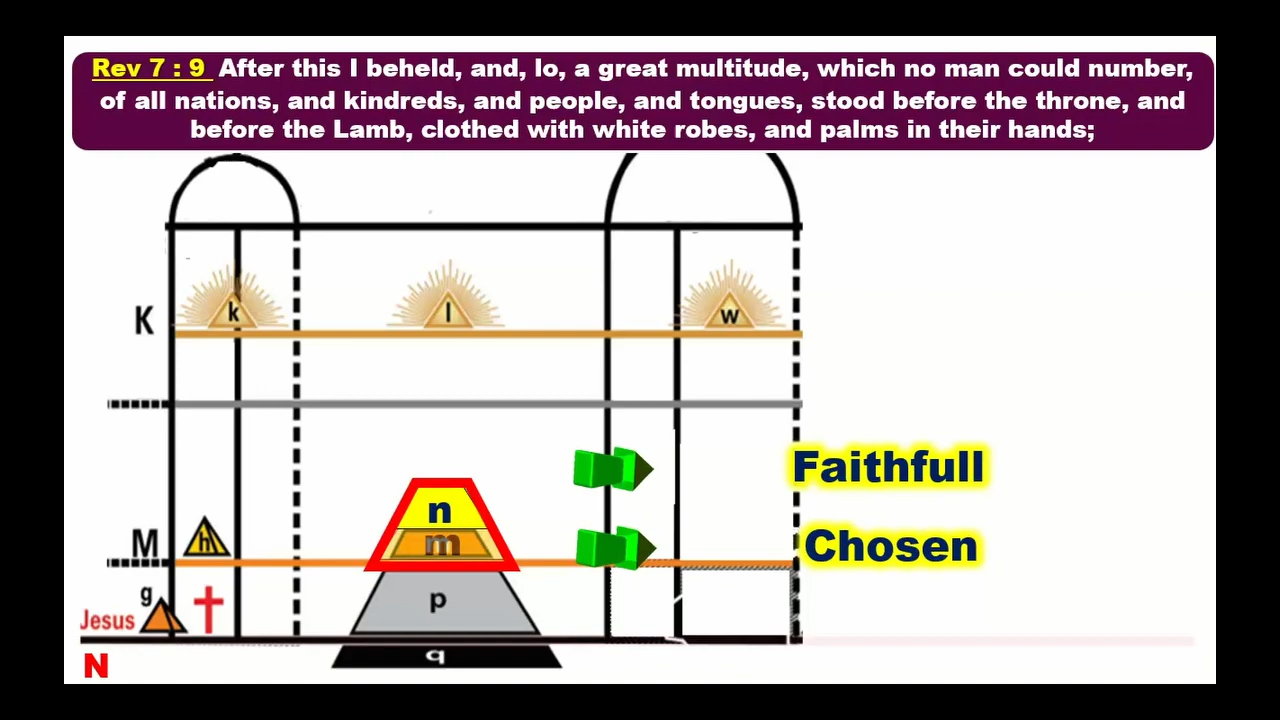 Rev 7 : 9 After this I beheld, and, lo, a great multitude, which no man could number,
of all nations, and kindreds, and people, and tongues, stood before the throne, and
before the Lamb, clothed with white robes, and palms in their hands;
K
k
l
w
Faithfull
n
M
h
m
Chosen
g
p
Jesus
q
N